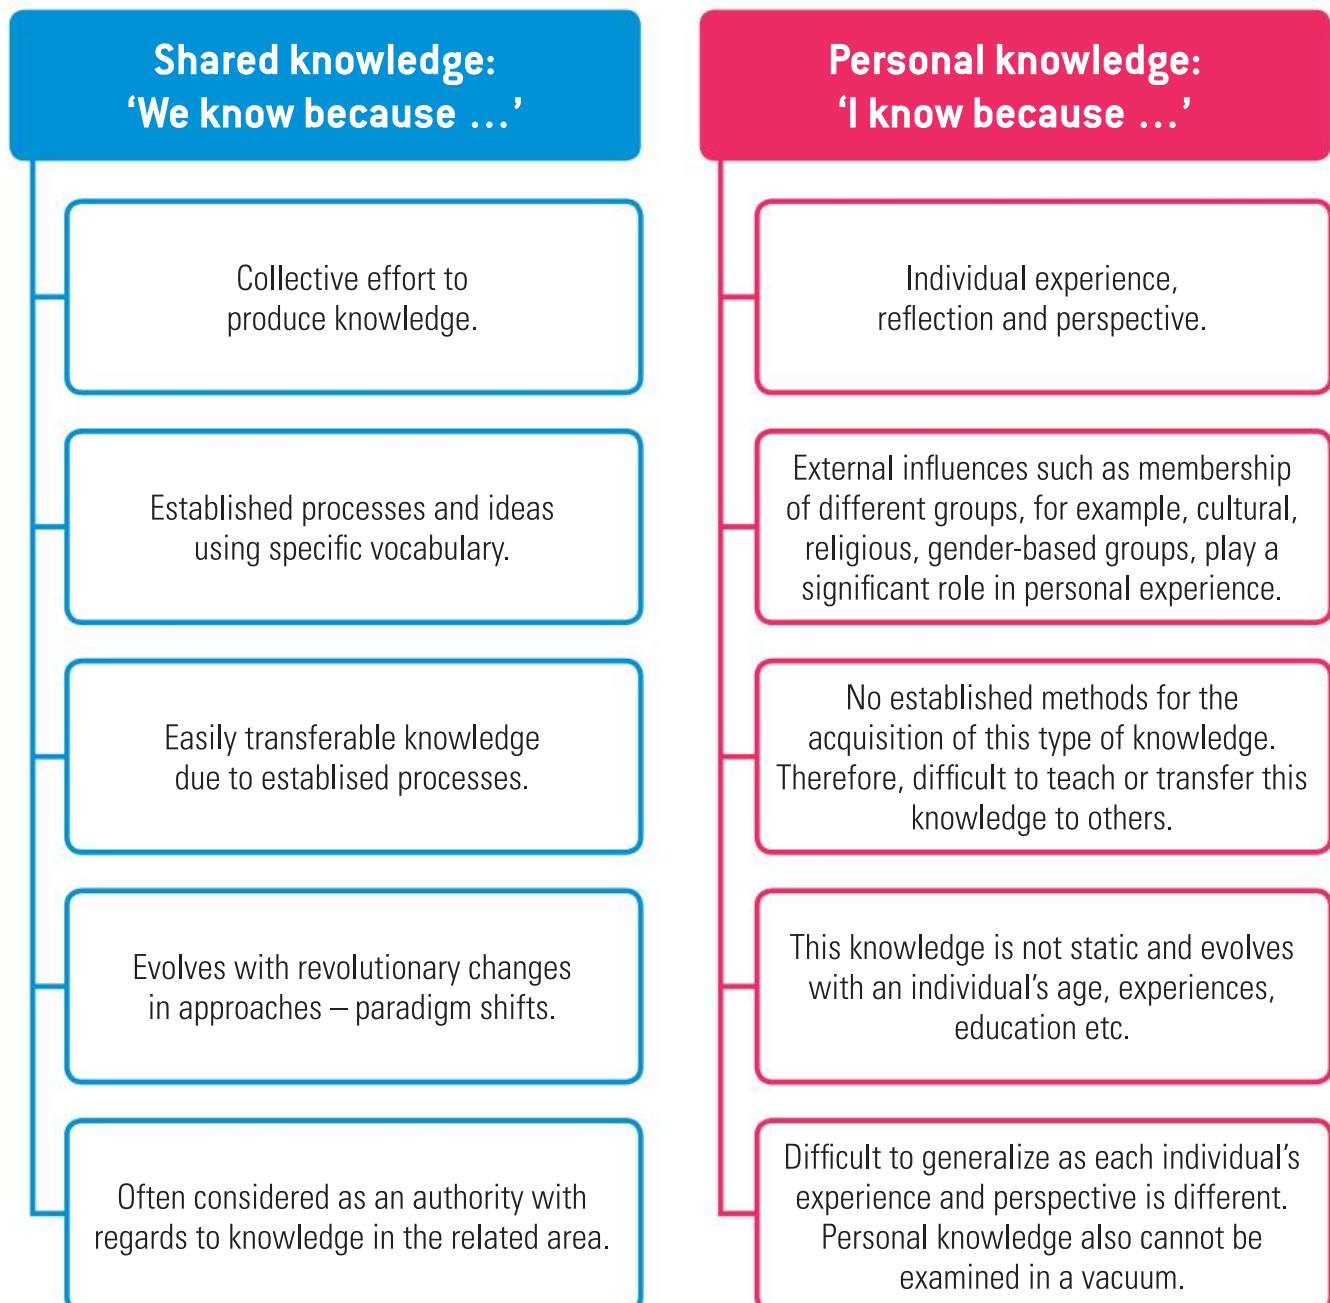 Shared knowledge:
‘We know because ...’
Collective effort to
produce knowledge.
Established processes and ideas
using specific vocabulary.
Easily transferable knowledge
due to establised processes.
Evolves with revolutionary changes
in approaches – paradigm shifts.
Often considered as an authority with
regards to knowledge in the related area.
Personal knowledge:
‘I know because ...’
Individual experience,
reflection and perspective.
External influences such as membership
of different groups, for example, cultural,
religious, gender-based groups, play a
significant role in personal experience.
No established methods for the
acquisition of this type of knowledge.
Therefore, difficult to teach or transfer this
knowledge to others.
This knowledge is not static and evolves
with an individual’s age, experiences,
education etc.
Difficult to generalize as each individual’s
experience and perspective is different.
Personal knowledge also cannot be
examined in a vacuum.